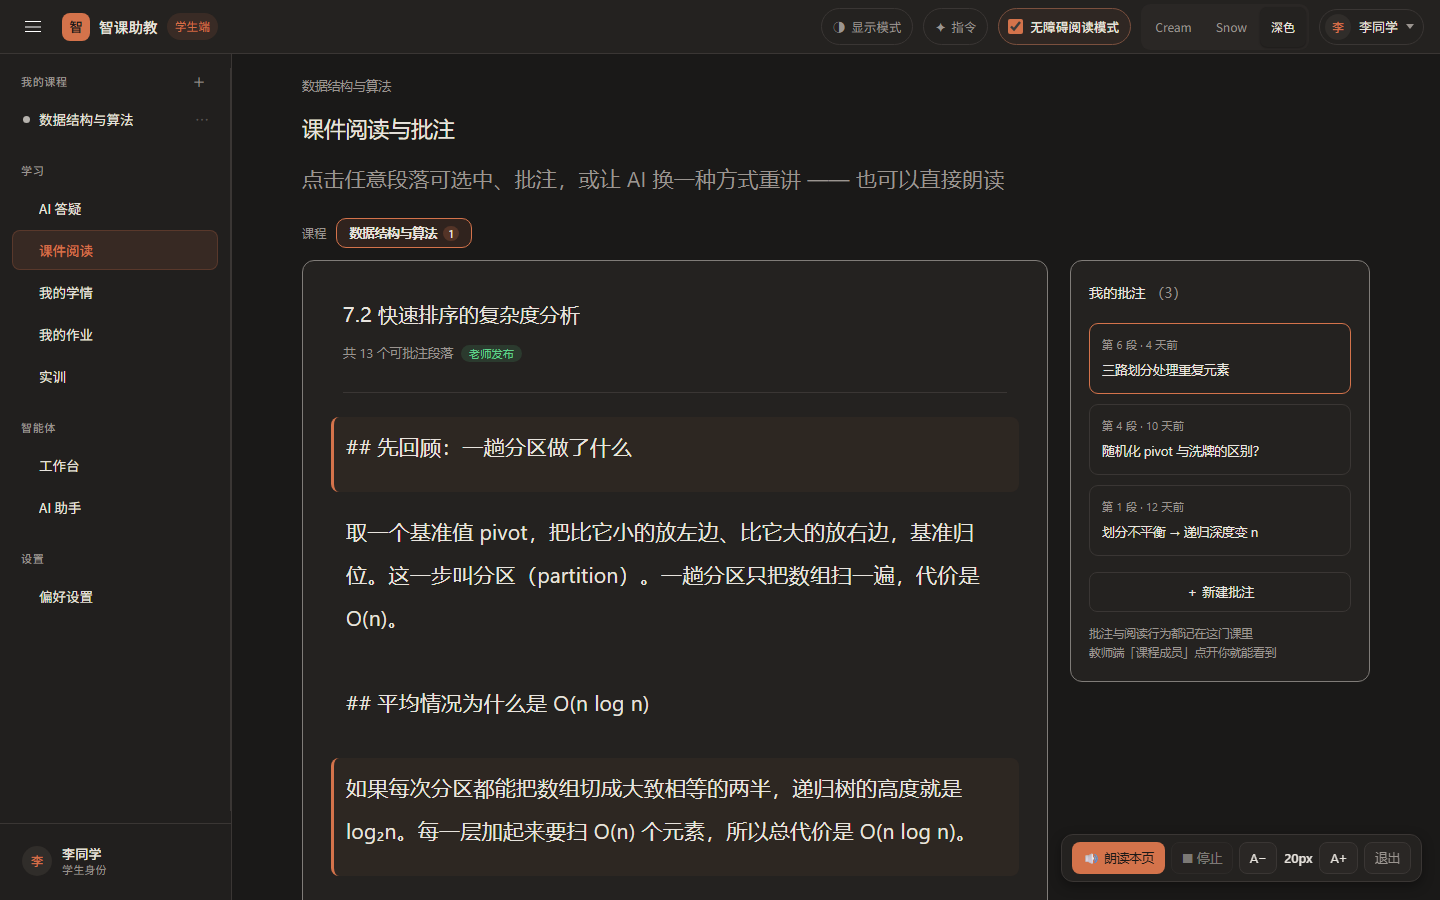 智 智课助教 学生端
显示模式 指令 无障碍阅读模式 Cream Snow 深色 李 李同学
我的课程
数据结构与算法
学习
AI 答疑
课件阅读
我的学情
我的作业
实训
智能体
工作台
AI 助手
设置
偏好设置
李 李同学
学生身份
数据结构与算法
课件阅读与批注
点击任意段落可选中、批注，或让 AI 换一种方式重讲 —— 也可以直接朗读
课程 数据结构与算法 1
7.2 快速排序的复杂度分析
共 13 个可批注段落 老师发布
## 先回顾：一趟分区做了什么
取一个基准值 pivot，把比它小的放左边、比它大的放右边，基准归
位。这一步叫分区（partition）。一趟分区只把数组扫一遍，代价是
O(n)。
## 平均情况为什么是 O(n log n)
如果每次分区都能把数组切成大致相等的两半，递归树的高度就是
log₂n。每一层加起来要扫 O(n) 个元素，所以总代价是 O(n log n)。
我的批注 （3）
第 6 段 · 4 天前
三路划分处理重复元素
第 4 段 · 10 天前
随机化 pivot 与洗牌的区别?
第 1 段 · 12 天前
划分不平衡 → 递归深度变 n
+ 新建批注
批注与阅读行为都记在这门课里
教师端「课程成员」点开你就能看到
朗读本页 停止 A− 20px A+ 退出